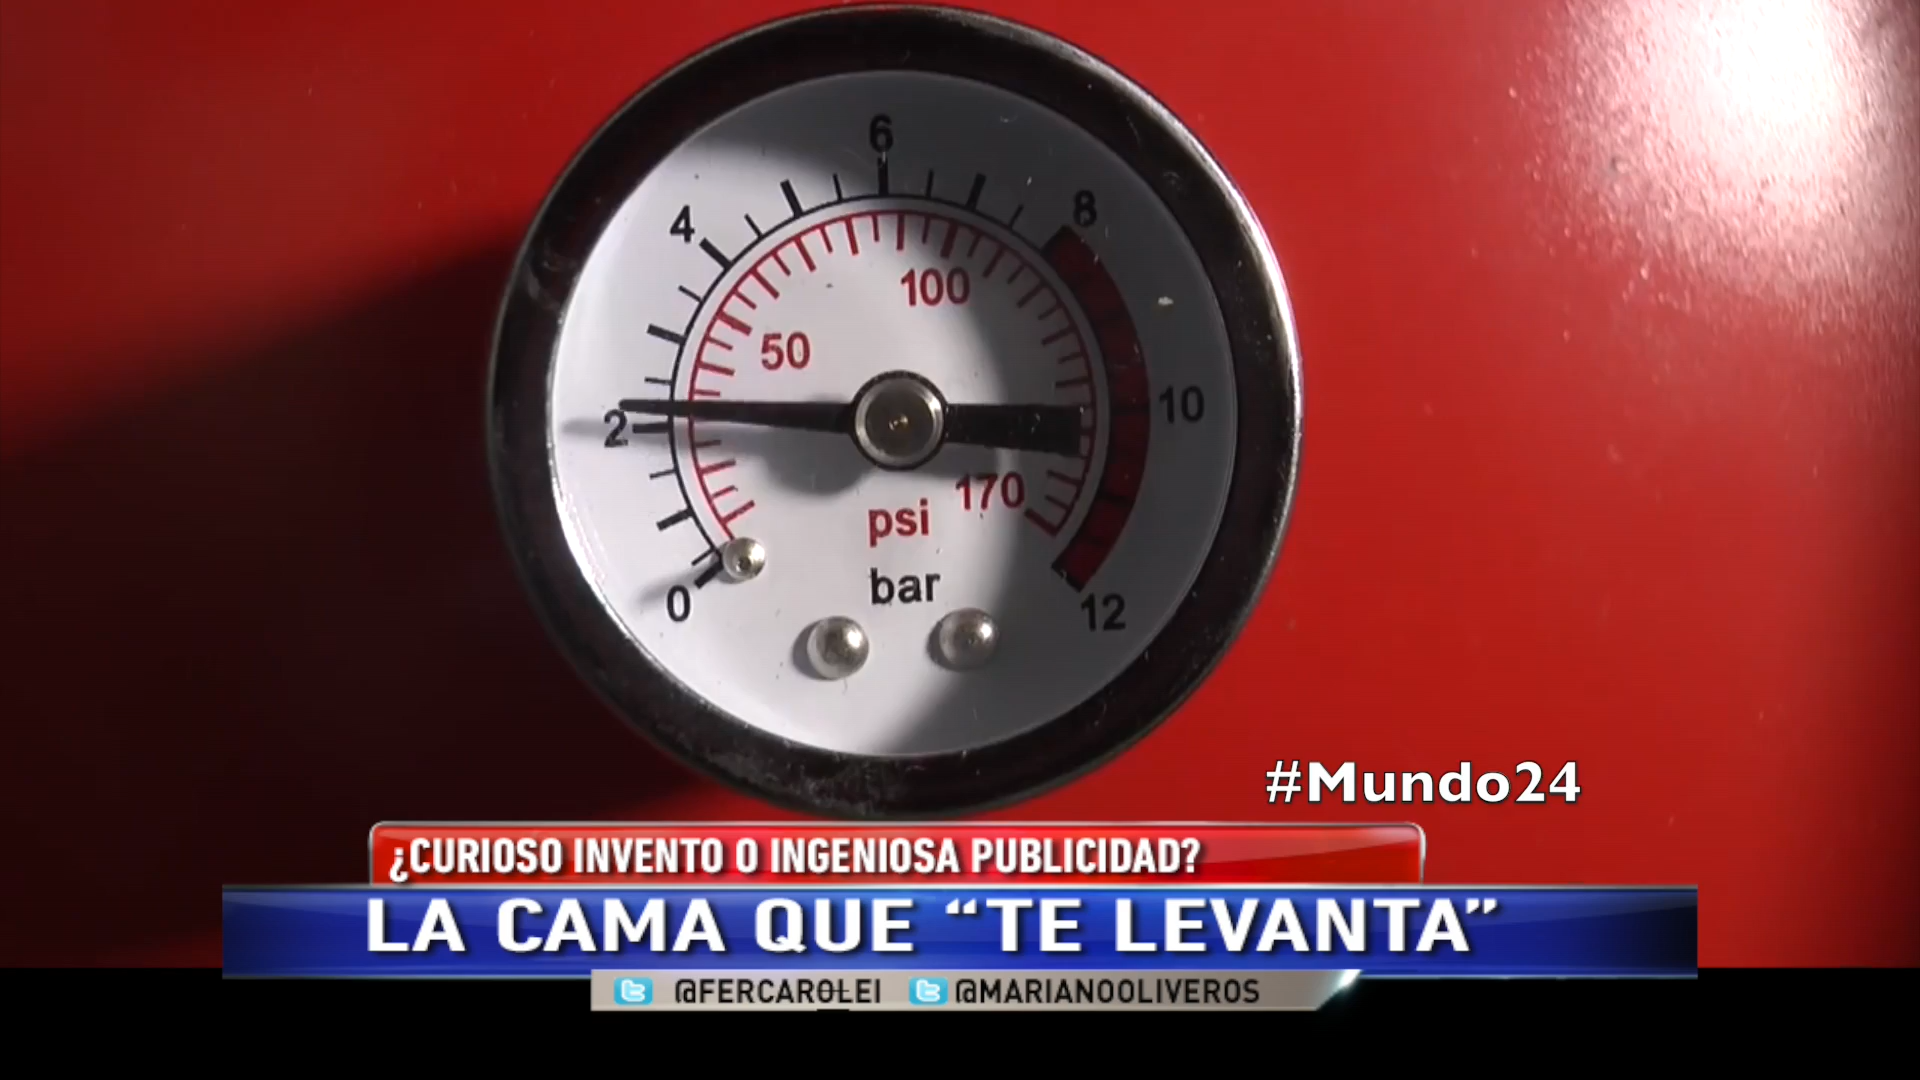 6
4
8
100
50
2
10
170
psi
bar
0
12
#Mundo24
¿CURIOSO INVENTO O INGENIOSA PUBLICIDAD?
LA CAMA QUE “TE LEVANTA”
@FERCAROLEI @MARIANOOLIVEROS